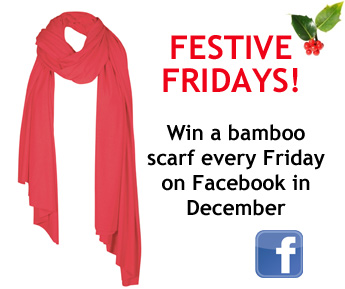 FESTIVE
FRIDAYS!
Win a bamboo
scarf every Friday
on Facebook in
December
f